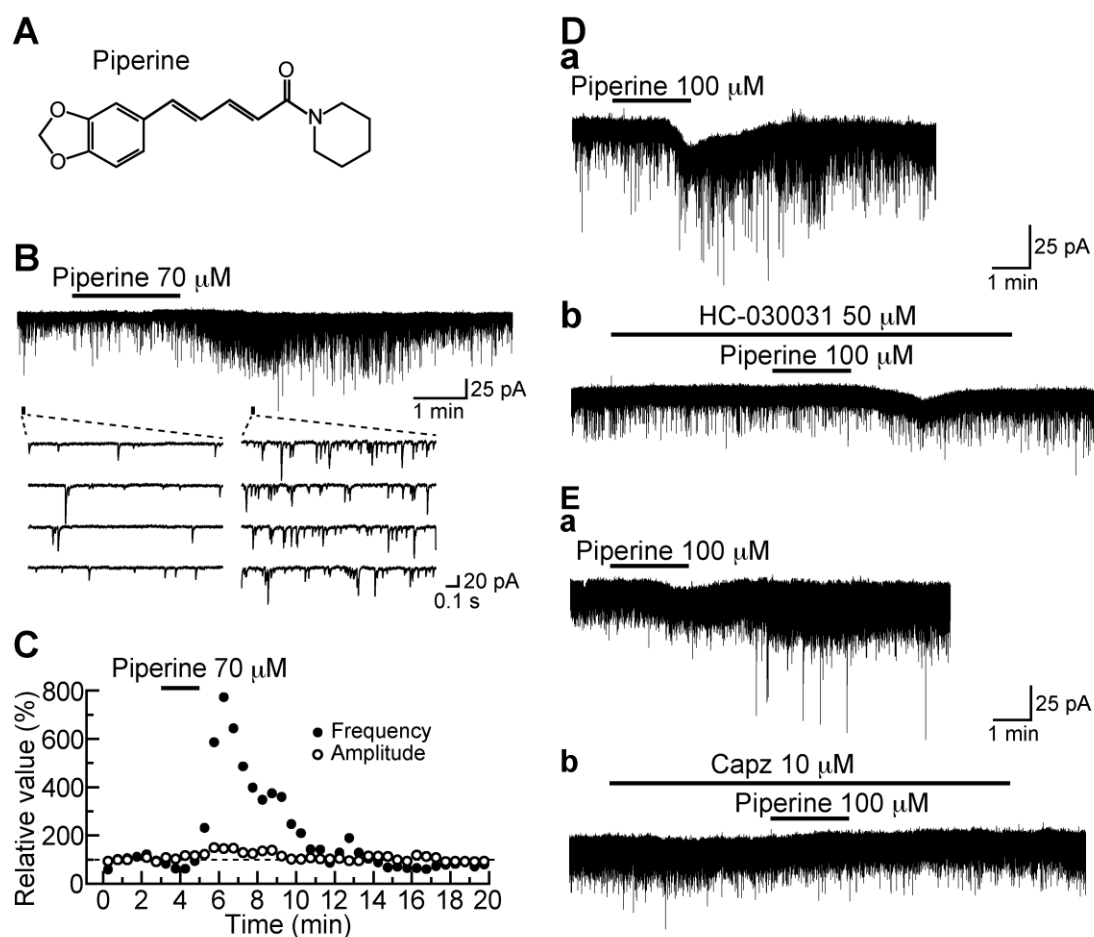 A
Piperine
O
O
O
N
B
Piperine 70 μM
25 pA
1 min
20 pA
0.1 s
C
Piperine 70 μM
800
600
400
200
0
Relative value (%)
Frequency
Amplitude
0 2 4 6 8 10 12 14 16 18 20
Time (min)
D
a
Piperine 100 μM
25 pA
1 min
b
HC-030031 50 μM
Piperine 100 μM
E
a
Piperine 100 μM
25 pA
1 min
b
Capz 10 μM
Piperine 100 μM